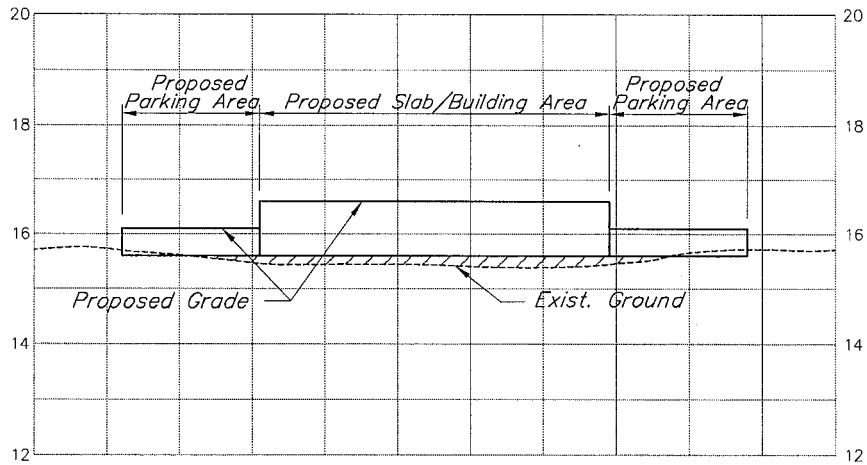 20
20
Proposed
Parking Area
Proposed Slab/Building Area
Proposed
Parking Area
18
18
16
16
Proposed Grade
Exist. Ground
14
14
12
12